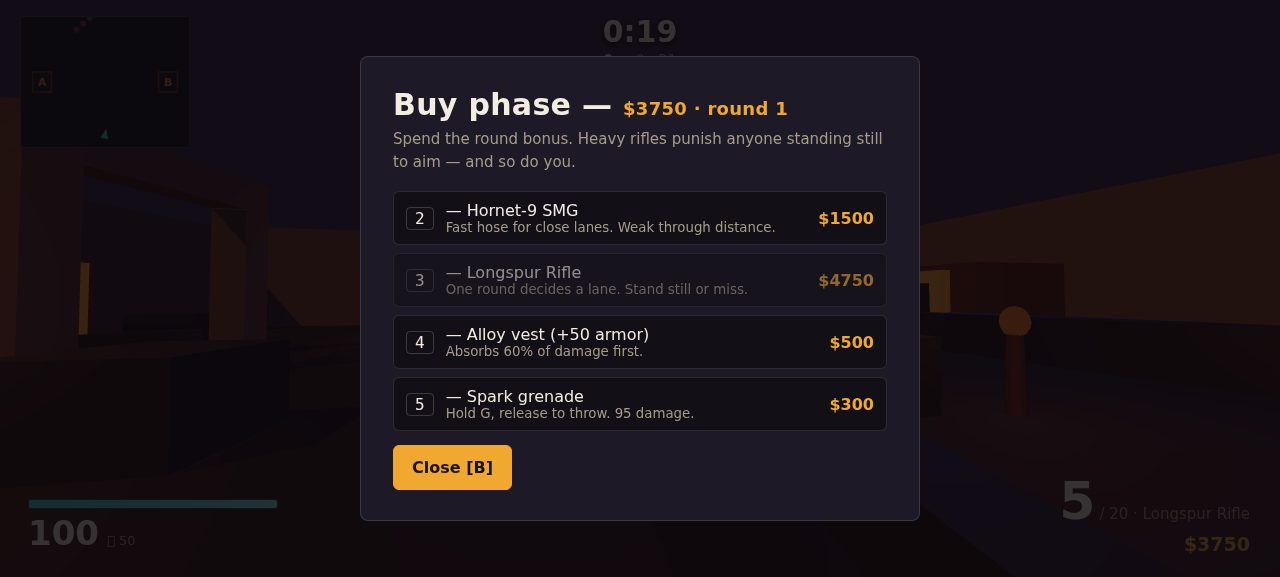 0:19
A
B
Buy phase — $3750 · round 1
Spend the round bonus. Heavy rifles punish anyone standing still
to aim — and so do you.
2 — Hornet-9 SMG $1500
Fast hose for close lanes. Weak through distance.
3 — Longspur Rifle $4750
One round decides a lane. Stand still or miss.
4 — Alloy vest (+50 armor) $500
Absorbs 60% of damage first.
5 — Spark grenade $300
Hold G, release to throw. 95 damage.
Close [B]
100 50
5 / 20 · Longspur Rifle
$3750